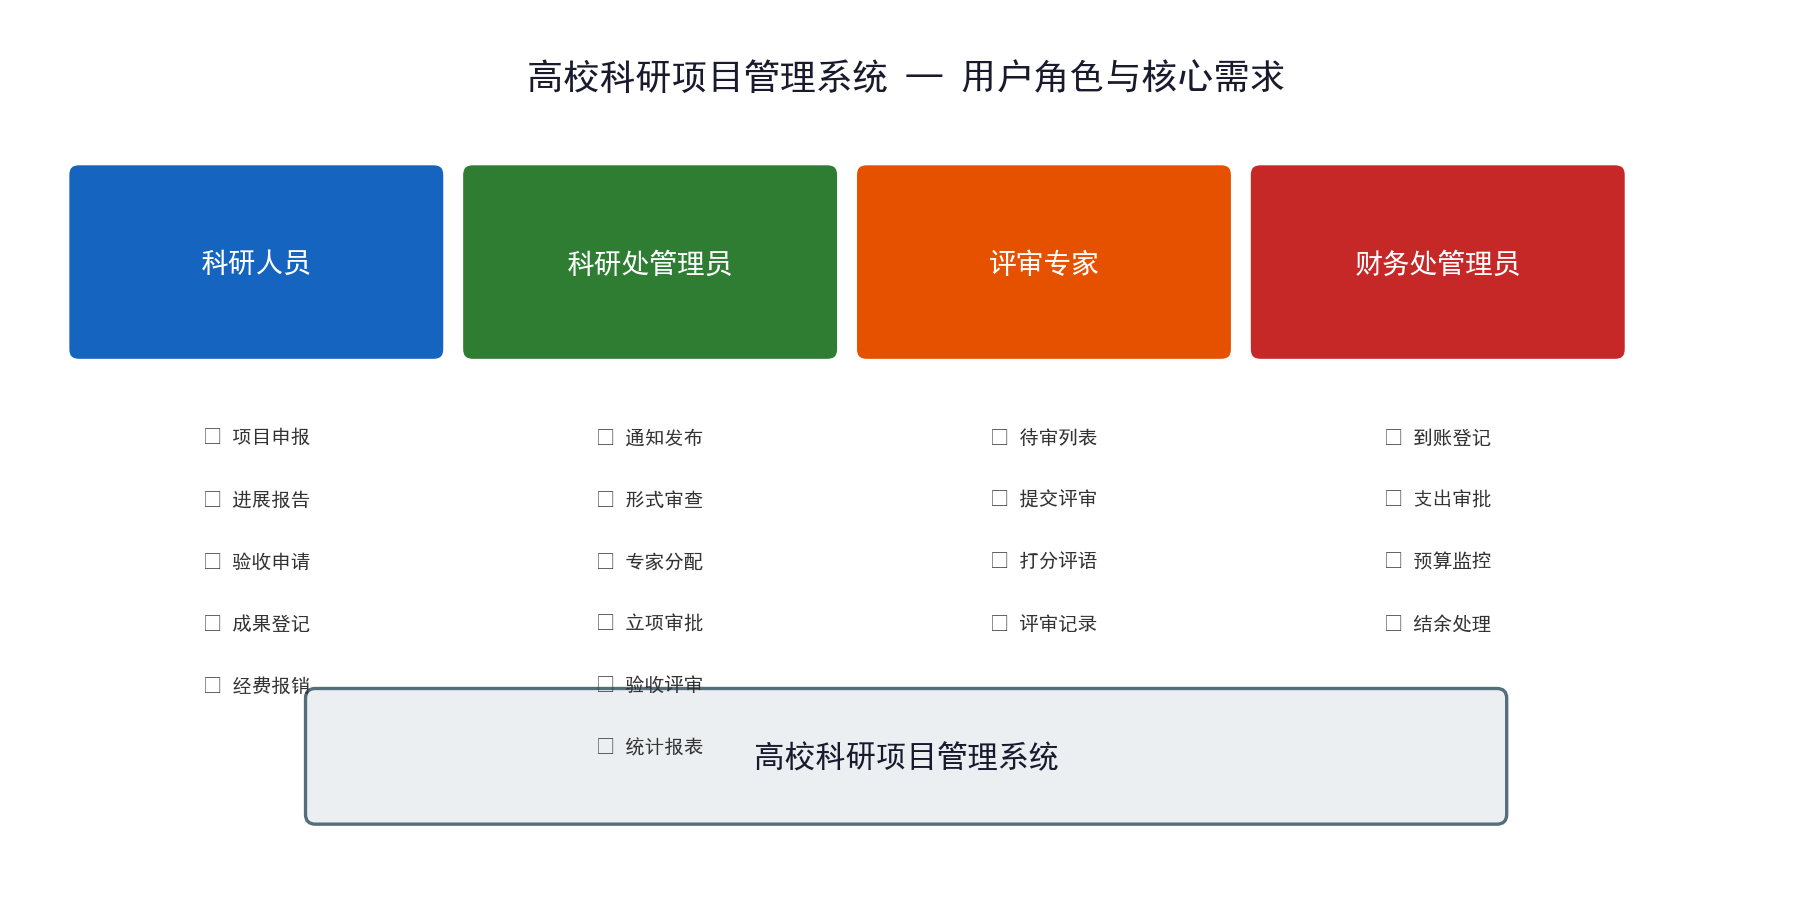 高校科研项目管理系统 — 用户角色与核心需求
科研人员
科研处管理员
评审专家
财务处管理员
□ 项目申报
□ 进展报告
□ 验收申请
□ 成果登记
□ 经费报销
□ 通知发布
□ 形式审查
□ 专家分配
□ 立项审批
□ 验收评审
□ 统计报表
□ 待审列表
□ 提交评审
□ 打分评语
□ 评审记录
□ 到账登记
□ 支出审批
□ 预算监控
□ 结余处理
高校科研项目管理系统